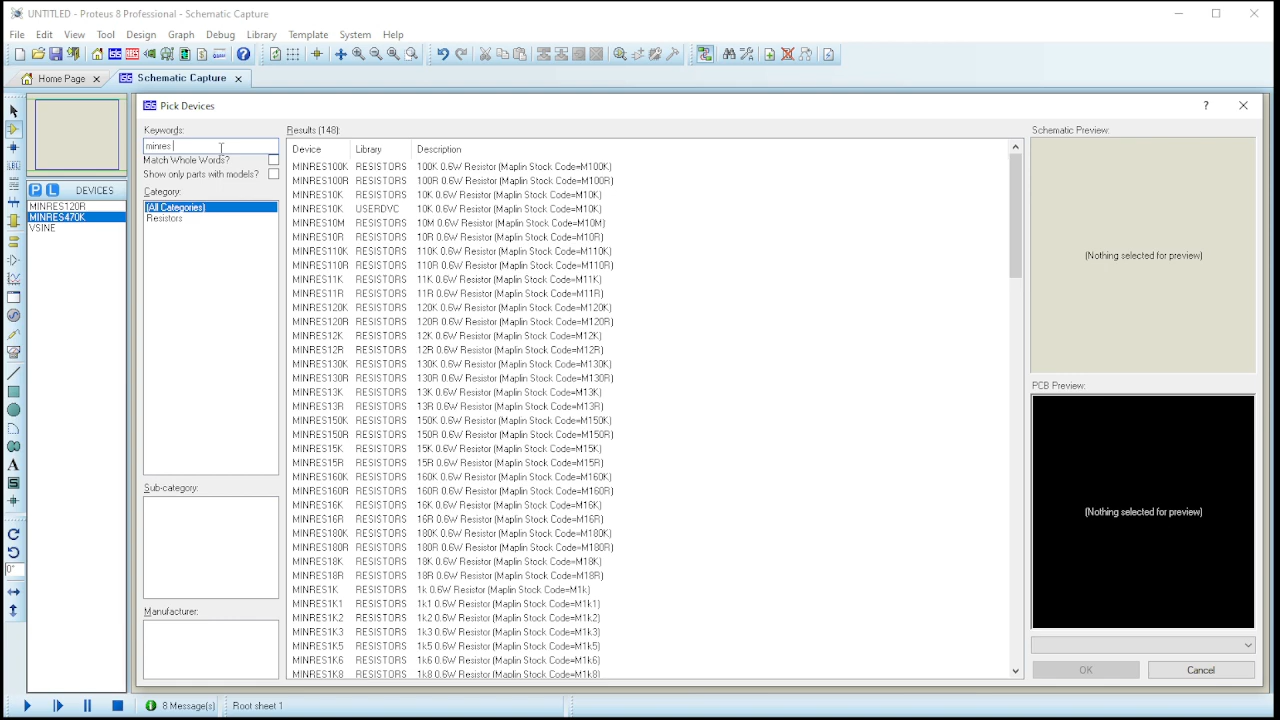 UNTITLED - Proteus 8 Professional - Schematic Capture
File Edit View Tool Design Graph Debug Library Template System Help
Home Page Schematic Capture
Pick Devices
Keywords:
minres
Match Whole Words?
Show only parts with models?
Category:
(All Categories)
Resistors
Sub-category:
Manufacturer:
P L DEVICES
MINRES120R
MINRES470K
VSINE
0°
Results (148):
Device Library Description
MINRES100K RESISTORS 100K 0.6W Resistor (Maplin Stock Code=M100K)
MINRES100R RESISTORS 100R 0.6W Resistor (Maplin Stock Code=M100R)
MINRES10K RESISTORS 10K 0.6W Resistor (Maplin Stock Code=M10K)
MINRES10K USERDVC 10K 0.6W Resistor (Maplin Stock Code=M10K)
MINRES10M RESISTORS 10M 0.6W Resistor (Maplin Stock Code=M10M)
MINRES10R RESISTORS 10R 0.6W Resistor (Maplin Stock Code=M10R)
MINRES110K RESISTORS 110K 0.6W Resistor (Maplin Stock Code=M110K)
MINRES110R RESISTORS 110R 0.6W Resistor (Maplin Stock Code=M110R)
MINRES11K RESISTORS 11K 0.6W Resistor (Maplin Stock Code=M11K)
MINRES11R RESISTORS 11R 0.6W Resistor (Maplin Stock Code=M11R)
MINRES120K RESISTORS 120K 0.6W Resistor (Maplin Stock Code=M120K)
MINRES120R RESISTORS 120R 0.6W Resistor (Maplin Stock Code=M120R)
MINRES12K RESISTORS 12K 0.6W Resistor (Maplin Stock Code=M12K)
MINRES12R RESISTORS 12R 0.6W Resistor (Maplin Stock Code=M12R)
MINRES130K RESISTORS 130K 0.6W Resistor (Maplin Stock Code=M130K)
MINRES130R RESISTORS 130R 0.6W Resistor (Maplin Stock Code=M130R)
MINRES13K RESISTORS 13K 0.6W Resistor (Maplin Stock Code=M13K)
MINRES13R RESISTORS 13R 0.6W Resistor (Maplin Stock Code=M13R)
MINRES150K RESISTORS 150K 0.6W Resistor (Maplin Stock Code=M150K)
MINRES150R RESISTORS 150R 0.6W Resistor (Maplin Stock Code=M150R)
MINRES15K RESISTORS 15K 0.6W Resistor (Maplin Stock Code=M15K)
MINRES15R RESISTORS 15R 0.6W Resistor (Maplin Stock Code=M15R)
MINRES160K RESISTORS 160K 0.6W Resistor (Maplin Stock Code=M160K)
MINRES160R RESISTORS 160R 0.6W Resistor (Maplin Stock Code=M160R)
MINRES16K RESISTORS 16K 0.6W Resistor (Maplin Stock Code=M16K)
MINRES16R RESISTORS 16R 0.6W Resistor (Maplin Stock Code=M16R)
MINRES180K RESISTORS 180K 0.6W Resistor (Maplin Stock Code=M180K)
MINRES180R RESISTORS 180R 0.6W Resistor (Maplin Stock Code=M180R)
MINRES18K RESISTORS 18K 0.6W Resistor (Maplin Stock Code=M18K)
MINRES18R RESISTORS 18R 0.6W Resistor (Maplin Stock Code=M18R)
MINRES1K RESISTORS 1k 0.6W Resistor (Maplin Stock Code=M1k)
MINRES1K1 RESISTORS 1k1 0.6W Resistor (Maplin Stock Code=M1k1)
MINRES1K2 RESISTORS 1k2 0.6W Resistor (Maplin Stock Code=M1k2)
MINRES1K3 RESISTORS 1k3 0.6W Resistor (Maplin Stock Code=M1k3)
MINRES1K5 RESISTORS 1k5 0.6W Resistor (Maplin Stock Code=M1k5)
MINRES1K6 RESISTORS 1k6 0.6W Resistor (Maplin Stock Code=M1k6)
MINRES1K8 RESISTORS 1k8 0.6W Resistor (Maplin Stock Code=M1k8)
Schematic Preview:
(Nothing selected for preview)
PCB Preview:
(Nothing selected for preview)
OK Cancel
8 Message(s) Root sheet 1